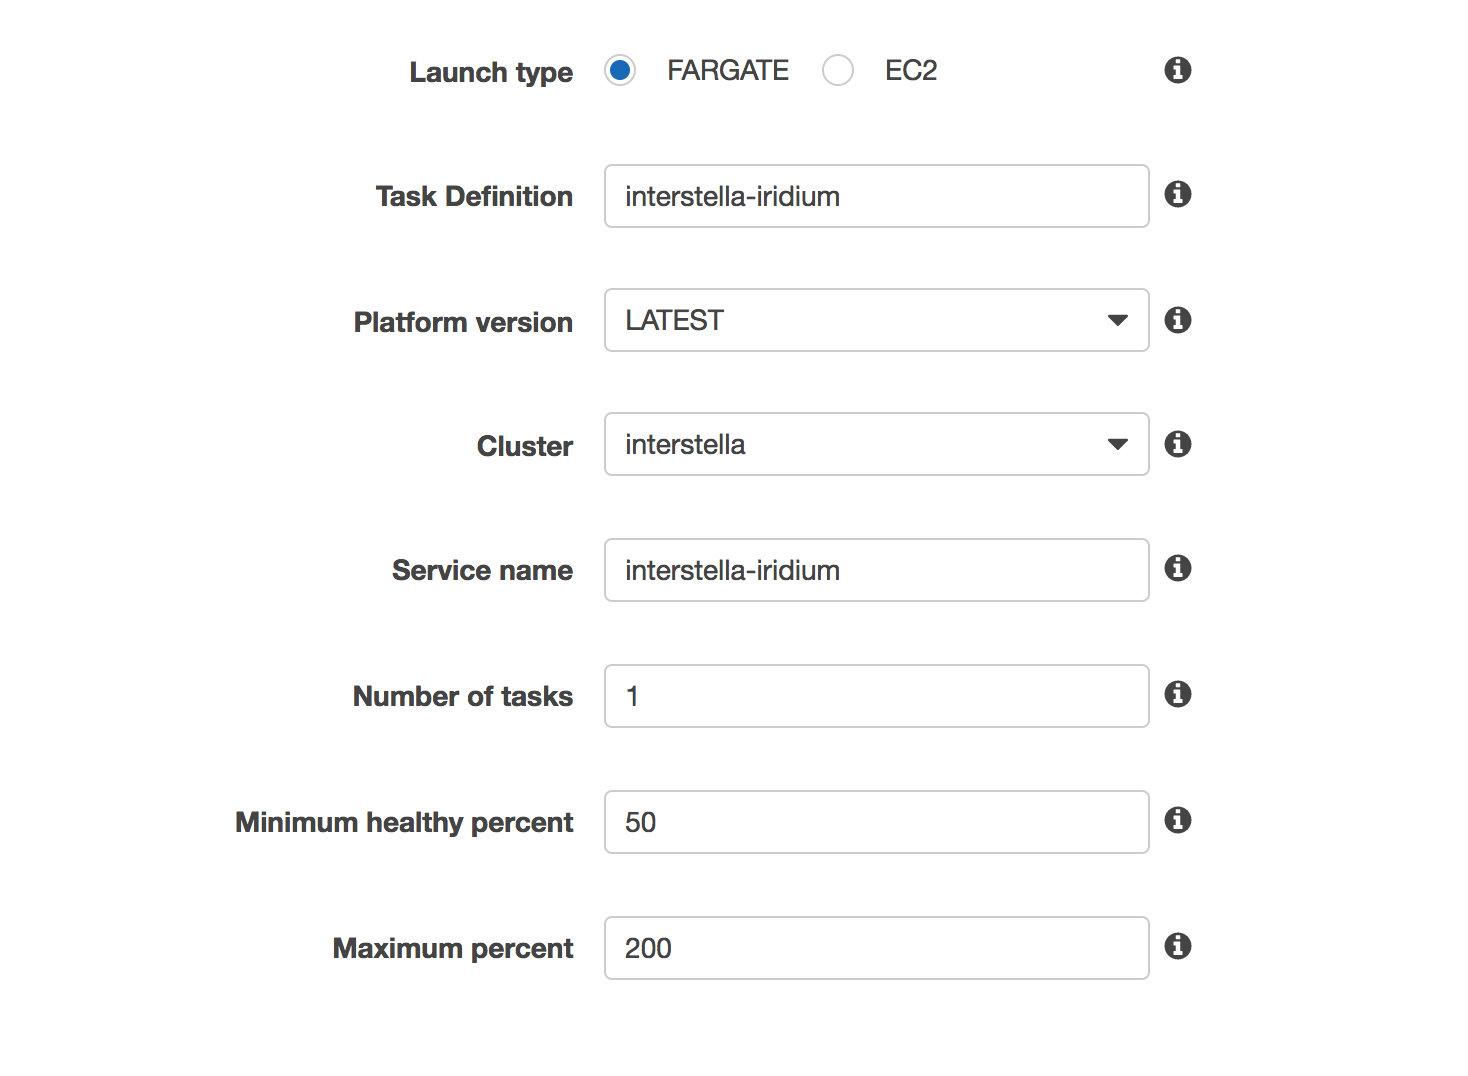 Launch type FARGATE EC2
Task Definition interstella-iridium
Platform version LATEST
Cluster interstella
Service name interstella-iridium
Number of tasks 1
Minimum healthy percent 50
Maximum percent 200